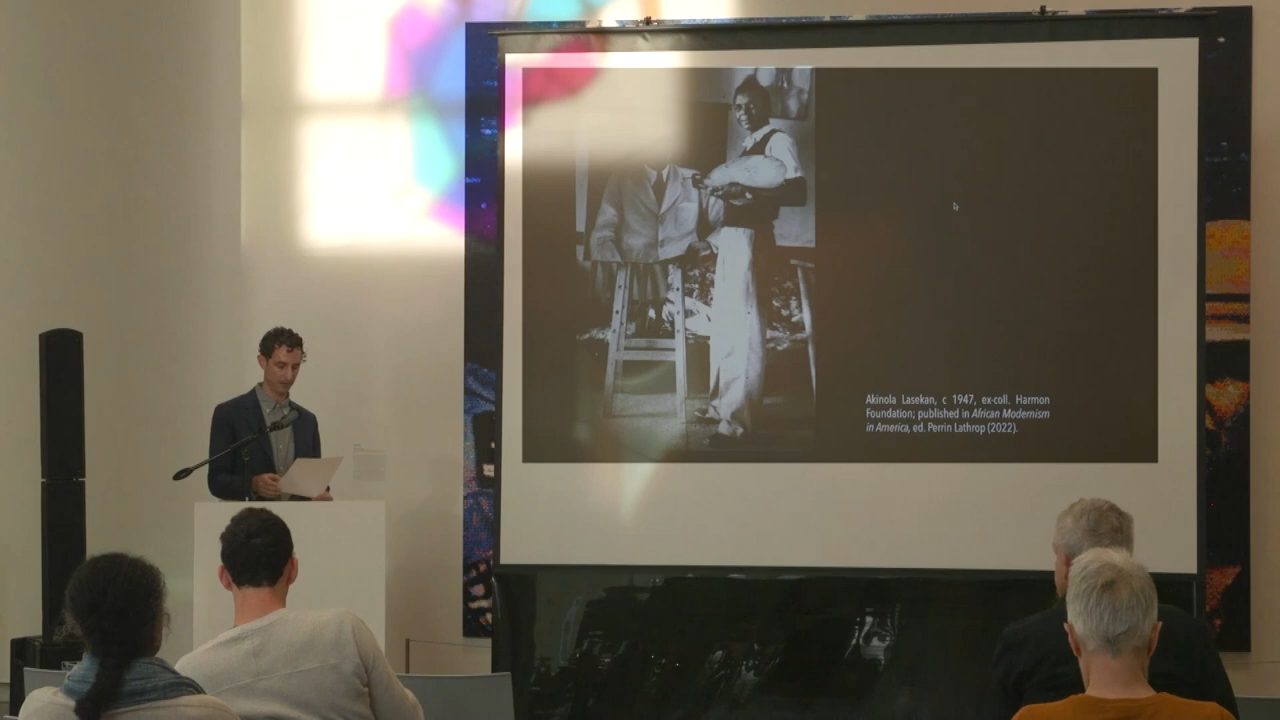 Akinola Lasekan, c 1947, ex-coll. Harmon
Foundation; published in African Modernism
in America, ed. Perrin Lathrop (2022).